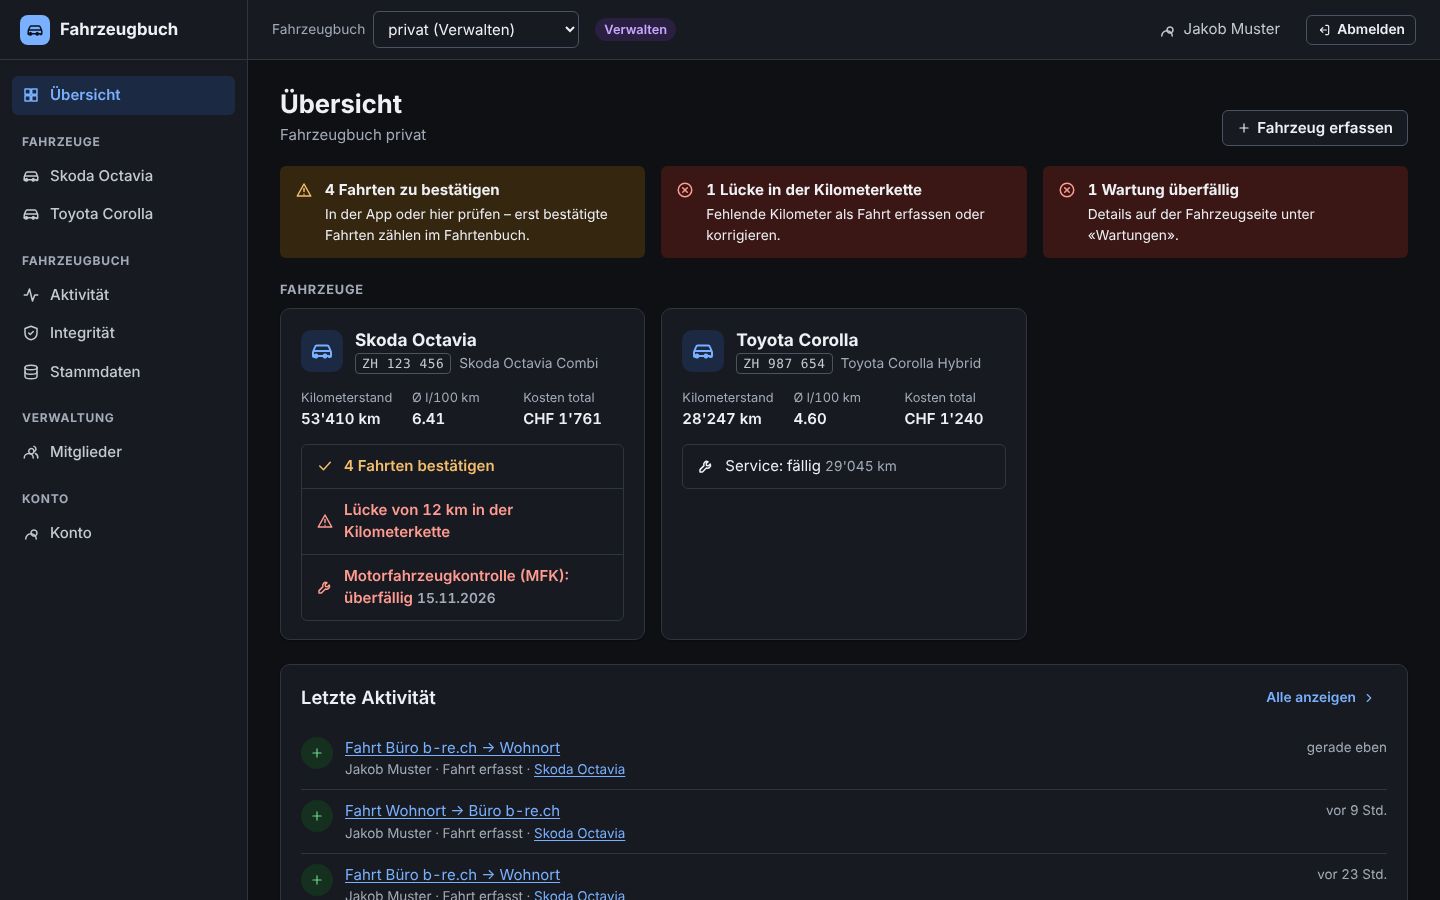 Fahrzeugbuch
Fahrzeugbuch privat (Verwalten) Verwalten Jakob Muster Abmelden
Übersicht
FAHRZEUGE
Skoda Octavia
Toyota Corolla
FAHRZEUGBUCH
Aktivität
Integrität
Stammdaten
VERWALTUNG
Mitglieder
KONTO
Konto
Übersicht
Fahrzeugbuch privat
+ Fahrzeug erfassen
4 Fahrten zu bestätigen
In der App oder hier prüfen – erst bestätigte
Fahrten zählen im Fahrtenbuch.
1 Lücke in der Kilometerkette
Fehlende Kilometer als Fahrt erfassen oder
korrigieren.
1 Wartung überfällig
Details auf der Fahrzeugseite unter
«Wartungen».
FAHRZEUGE
Skoda Octavia
ZH 123 456 Skoda Octavia Combi
Kilometerstand Ø l/100 km Kosten total
53'410 km 6.41 CHF 1'761
4 Fahrten bestätigen
Lücke von 12 km in der
Kilometerkette
Motorfahrzeugkontrolle (MFK):
überfällig 15.11.2026
Toyota Corolla
ZH 987 654 Toyota Corolla Hybrid
Kilometerstand Ø l/100 km Kosten total
28'247 km 4.60 CHF 1'240
Service: fällig 29'045 km
Letzte Aktivität
Alle anzeigen
Fahrt Büro b-re.ch → Wohnort gerade eben
Jakob Muster · Fahrt erfasst · Skoda Octavia
Fahrt Wohnort → Büro b-re.ch vor 9 Std.
Jakob Muster · Fahrt erfasst · Skoda Octavia
Fahrt Büro b-re.ch → Wohnort vor 23 Std.
Jakob Muster · Fahrt erfasst · Skoda Octavia